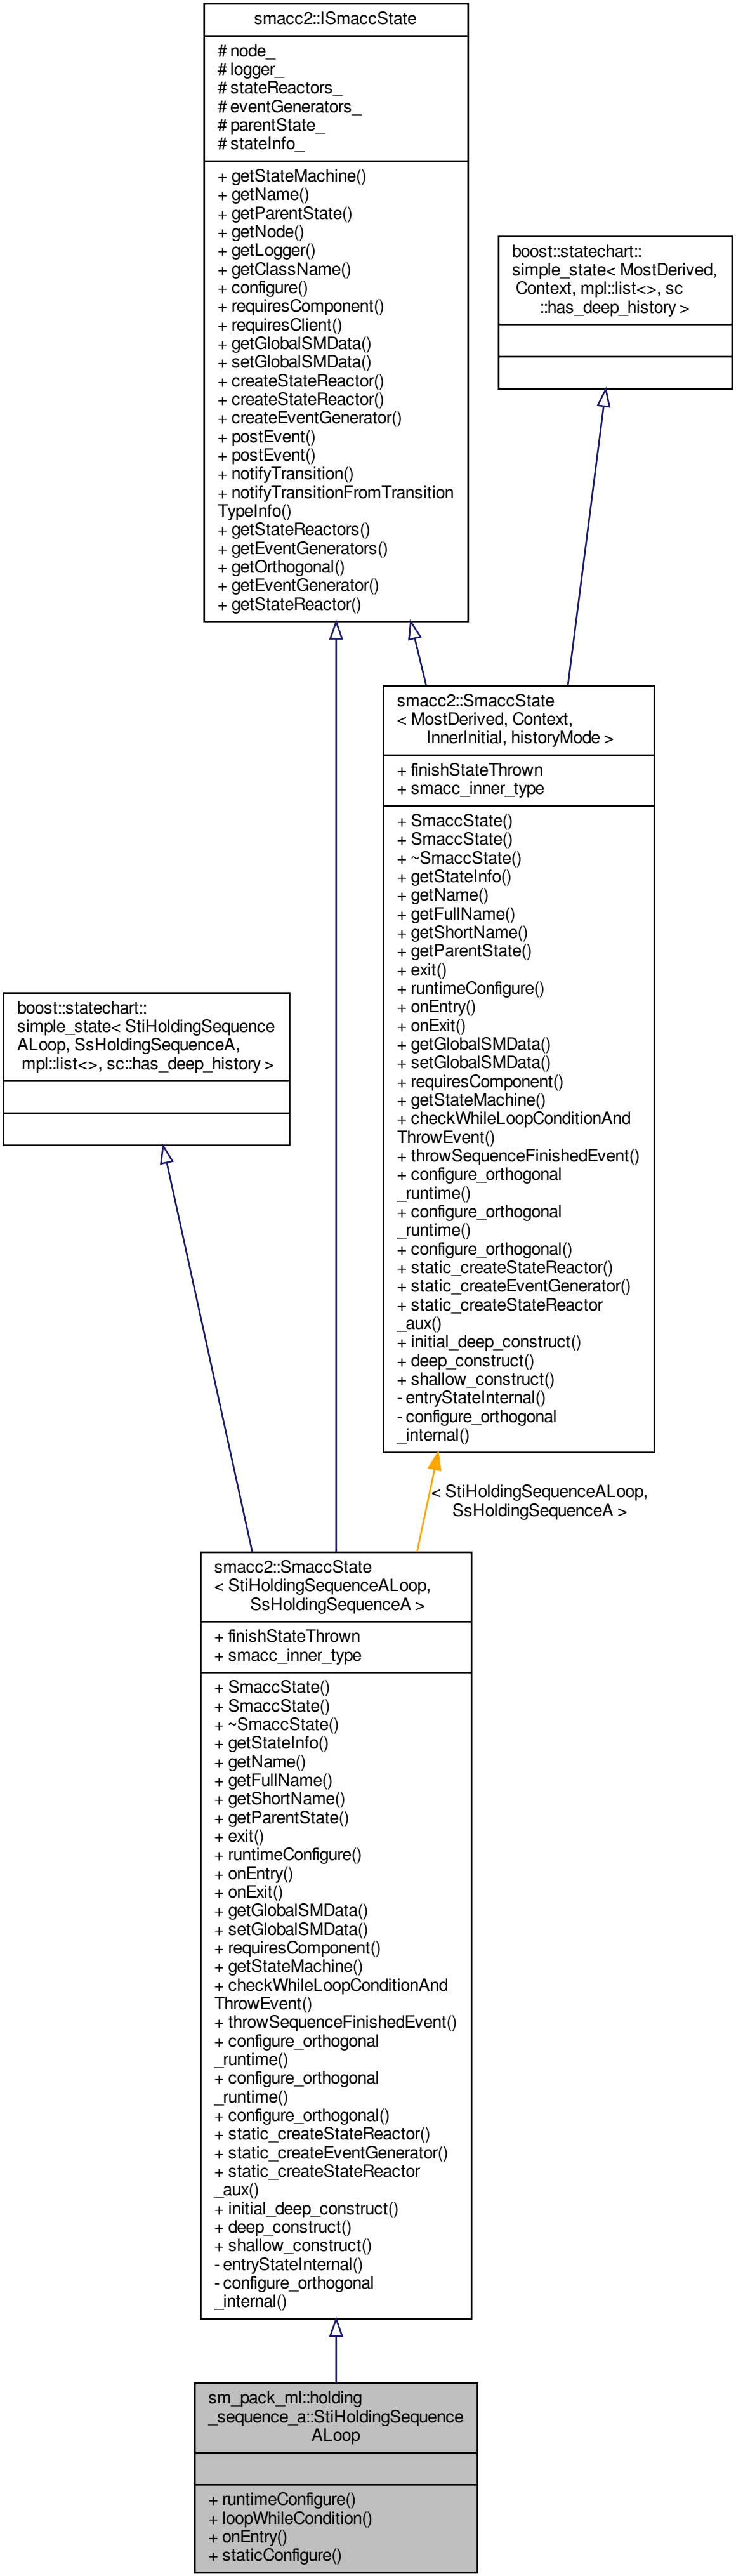 smacc2::ISmaccState
# node_
# logger_
# stateReactors_
# eventGenerators_
# parentState_
# stateInfo_
+ getStateMachine()
+ getName()
+ getParentState()
+ getNode()
+ getLogger()
+ getClassName()
+ configure()
+ requiresComponent()
+ requiresClient()
+ getGlobalSMData()
+ setGlobalSMData()
+ createStateReactor()
+ createStateReactor()
+ createEventGenerator()
+ postEvent()
+ postEvent()
+ notifyTransition()
+ notifyTransitionFromTransition
TypeInfo()
+ getStateReactors()
+ getEventGenerators()
+ getOrthogonal()
+ getEventGenerator()
+ getStateReactor()
boost::statechart::
simple_state< MostDerived,
Context, mpl::list<>, sc
::has_deep_history >
smacc2::SmaccState
< MostDerived, Context,
InnerInitial, historyMode >
+ finishStateThrown
+ smacc_inner_type
+ SmaccState()
+ SmaccState()
+ ~SmaccState()
+ getStateInfo()
+ getName()
+ getFullName()
+ getShortName()
+ getParentState()
+ exit()
+ runtimeConfigure()
+ onEntry()
+ onExit()
+ getGlobalSMData()
+ setGlobalSMData()
+ requiresComponent()
+ getStateMachine()
+ checkWhileLoopConditionAnd
ThrowEvent()
+ throwSequenceFinishedEvent()
+ configure_orthogonal
_runtime()
+ configure_orthogonal
_runtime()
+ configure_orthogonal()
+ static_createStateReactor()
+ static_createEventGenerator()
+ static_createStateReactor
_aux()
+ initial_deep_construct()
+ deep_construct()
+ shallow_construct()
- entryStateInternal()
- configure_orthogonal
_internal()
boost::statechart::
simple_state< StiHoldingSequence
ALoop, SsHoldingSequenceA,
mpl::list<>, sc::has_deep_history >
< StiHoldingSequenceALoop,
SsHoldingSequenceA >
smacc2::SmaccState
< StiHoldingSequenceALoop,
SsHoldingSequenceA >
+ finishStateThrown
+ smacc_inner_type
+ SmaccState()
+ SmaccState()
+ ~SmaccState()
+ getStateInfo()
+ getName()
+ getFullName()
+ getShortName()
+ getParentState()
+ exit()
+ runtimeConfigure()
+ onEntry()
+ onExit()
+ getGlobalSMData()
+ setGlobalSMData()
+ requiresComponent()
+ getStateMachine()
+ checkWhileLoopConditionAnd
ThrowEvent()
+ throwSequenceFinishedEvent()
+ configure_orthogonal
_runtime()
+ configure_orthogonal
_runtime()
+ configure_orthogonal()
+ static_createStateReactor()
+ static_createEventGenerator()
+ static_createStateReactor
_aux()
+ initial_deep_construct()
+ deep_construct()
+ shallow_construct()
- entryStateInternal()
- configure_orthogonal
_internal()
sm_pack_ml::holding
_sequence_a::StiHoldingSequence
ALoop
+ runtimeConfigure()
+ loopWhileCondition()
+ onEntry()
+ staticConfigure()